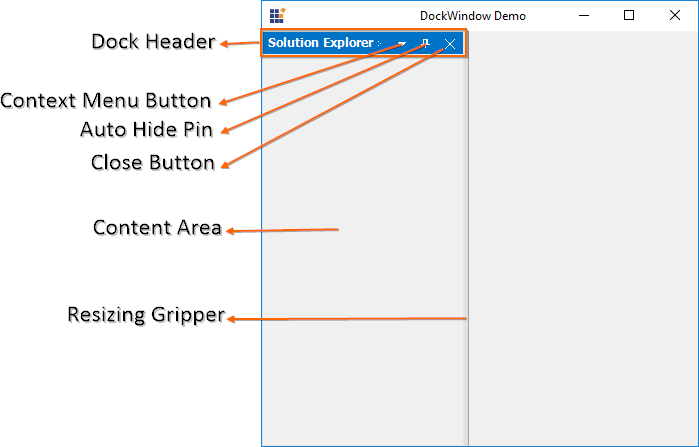 DockWindow Demo
Dock Header
Solution Explorer
Context Menu Button
Auto Hide Pin
Close Button
Content Area
Resizing Gripper